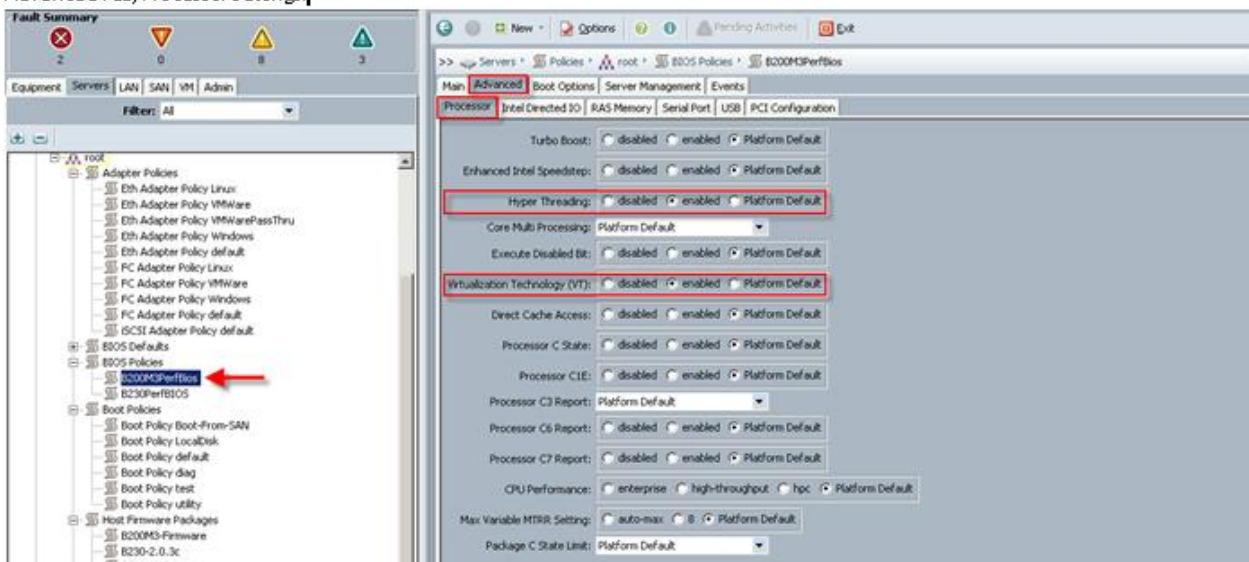 Fault Summary
2 0 8 3
Equipment Servers LAN SAN VM Admin
Filter: All
root
Adapter Policies
Eth Adapter Policy Linux
Eth Adapter Policy VMWare
Eth Adapter Policy VMWarePassThru
Eth Adapter Policy Windows
Eth Adapter Policy default
FC Adapter Policy Linux
FC Adapter Policy VMWare
FC Adapter Policy Windows
FC Adapter Policy default
iSCSI Adapter Policy default
BIOS Defaults
BIOS Policies
B200M3PerfBios
B230PerfBIOS
Boot Policies
Boot Policy Boot-From-SAN
Boot Policy LocalDisk
Boot Policy default
Boot Policy diag
Boot Policy test
Boot Policy utility
Host Firmware Packages
B200M3-Firmware
B230-2.0.3c
New Options Pending Activities Exit
>> Servers Policies root BIOS Policies B200M3PerfBios
Main Advanced Boot Options Server Management Events
Processor Intel Directed IO RAS Memory Serial Port USB PCI Configuration
Turbo Boost: disabled enabled Platform Default
Enhanced Intel Speedstep: disabled enabled Platform Default
Hyper Threading: disabled enabled Platform Default
Core Multi Processing: Platform Default
Execute Disabled Bit: disabled enabled Platform Default
Virtualization Technology (VT): disabled enabled Platform Default
Direct Cache Access: disabled enabled Platform Default
Processor C State: disabled enabled Platform Default
Processor C1E: disabled enabled Platform Default
Processor C3 Report: Platform Default
Processor C6 Report: disabled enabled Platform Default
Processor C7 Report: disabled enabled Platform Default
CPU Performance: enterprise high-throughput hpc Platform Default
Max Variable MTRR Setting: auto-max 8 Platform Default
Package C State Limit: Platform Default